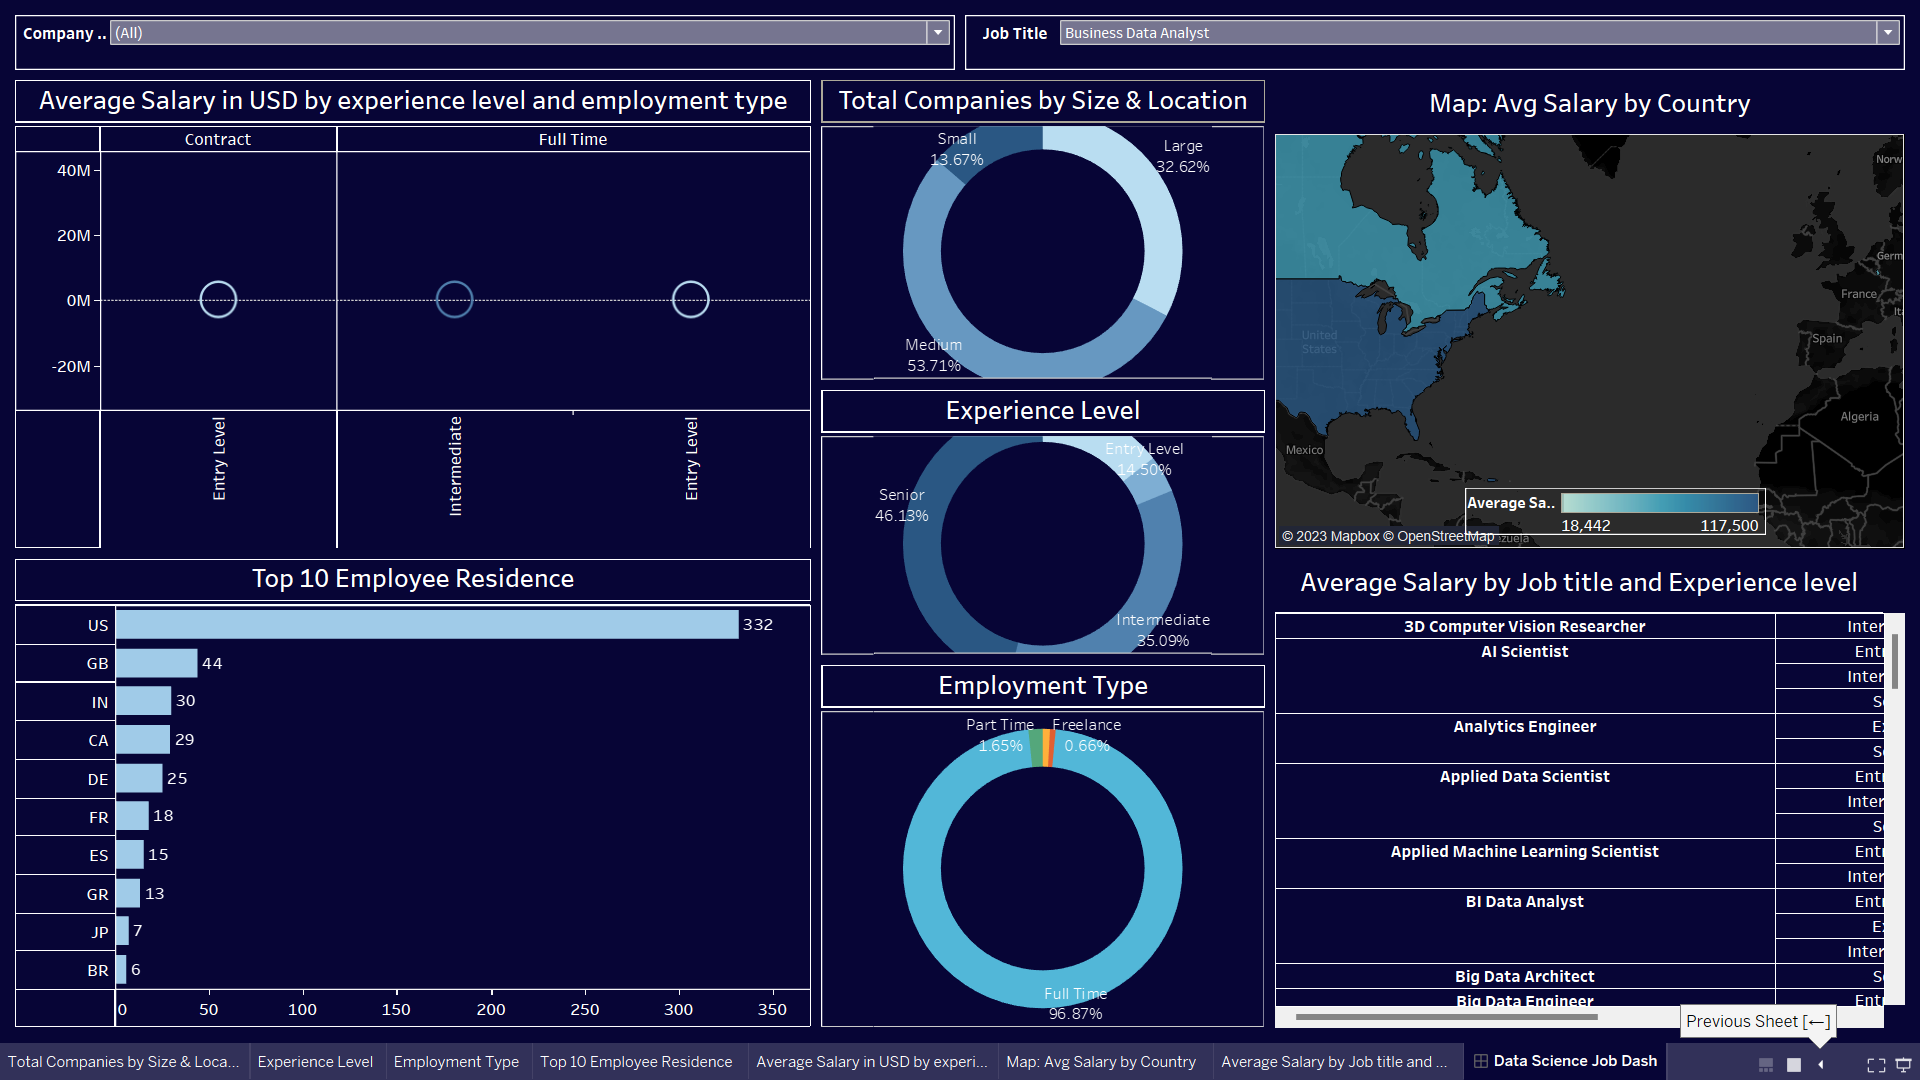 Company ..
(All)
Job Title
Business Data Analyst
Average Salary in USD by experience level and employment type
Contract
Full Time
40M
20M
0M
-20M
Entry Level
Intermediate
Entry Level
Total Companies by Size & Location
Small
13.67%
Large
32.62%
Medium
53.71%
Map: Avg Salary by Country
Norw
Germ
France
Ita
Spain
Algeria
United
States
Mexico
zuela
Average Sa..
18,442
117,500
© 2023 Mapbox © OpenStreetMap
Experience Level
Entry Level
14.50%
Senior
46.13%
Intermediate
35.09%
Top 10 Employee Residence
US
332
GB
44
IN
30
CA
29
DE
25
FR
18
ES
15
GR
13
JP
7
BR
6
0
50
100
150
200
250
300
350
Employment Type
Part Time
1.65%
Freelance
0.66%
Full Time
96.87%
Average Salary by Job title and Experience level
3D Computer Vision Researcher
Inter
AI Scientist
Entr
Inter
Se
Analytics Engineer
Ex
Se
Applied Data Scientist
Entr
Inter
Se
Applied Machine Learning Scientist
Entr
Inter
BI Data Analyst
Entr
Ex
Inter
Big Data Architect
Se
Big Data Engineer
Entr
Previous Sheet [←]
Total Companies by Size & Loca...
Experience Level
Employment Type
Top 10 Employee Residence
Average Salary in USD by experi...
Map: Avg Salary by Country
Average Salary by Job title and ...
Data Science Job Dash